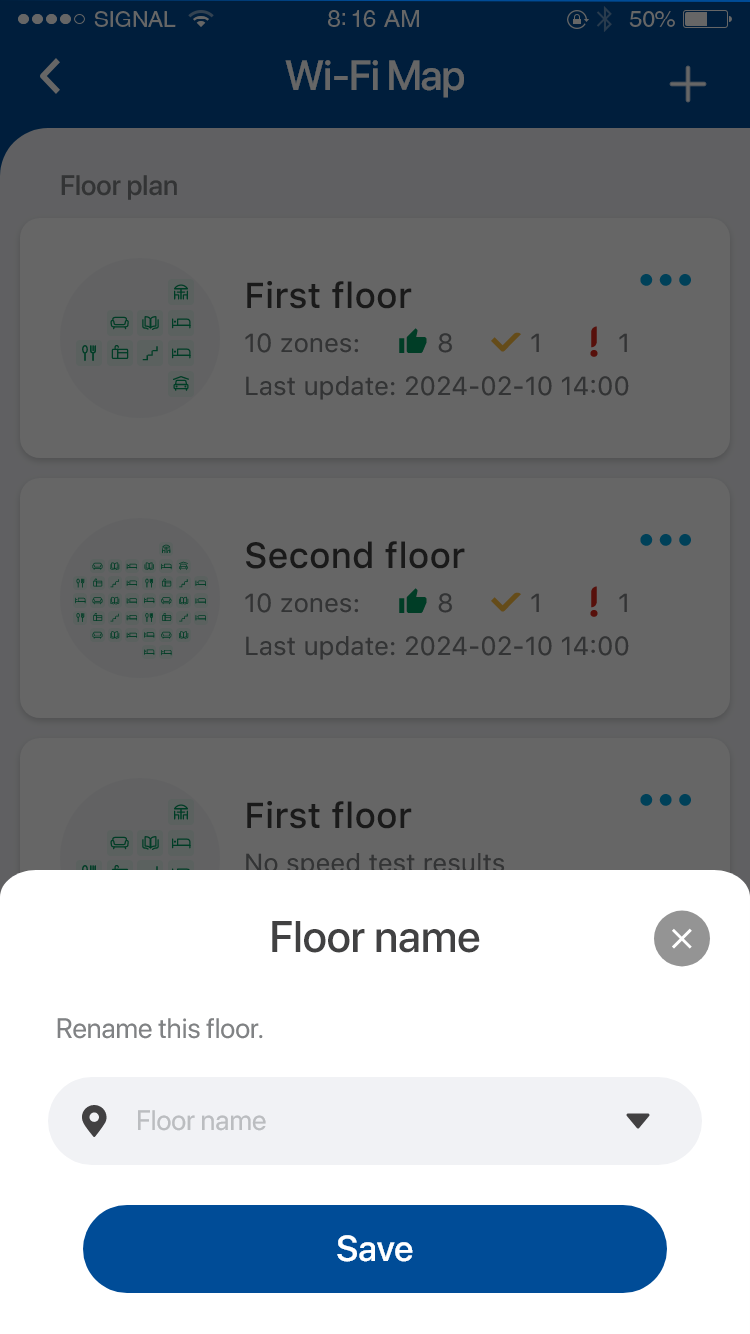 SIGNAL 8:16 AM 50%
Wi-Fi Map
Floor plan
First floor
10 zones: 8 1 1
Last update: 2024-02-10 14:00
Second floor
10 zones: 8 1 1
Last update: 2024-02-10 14:00
First floor
No speed test results
Floor name
Rename this floor.
Floor name
Save